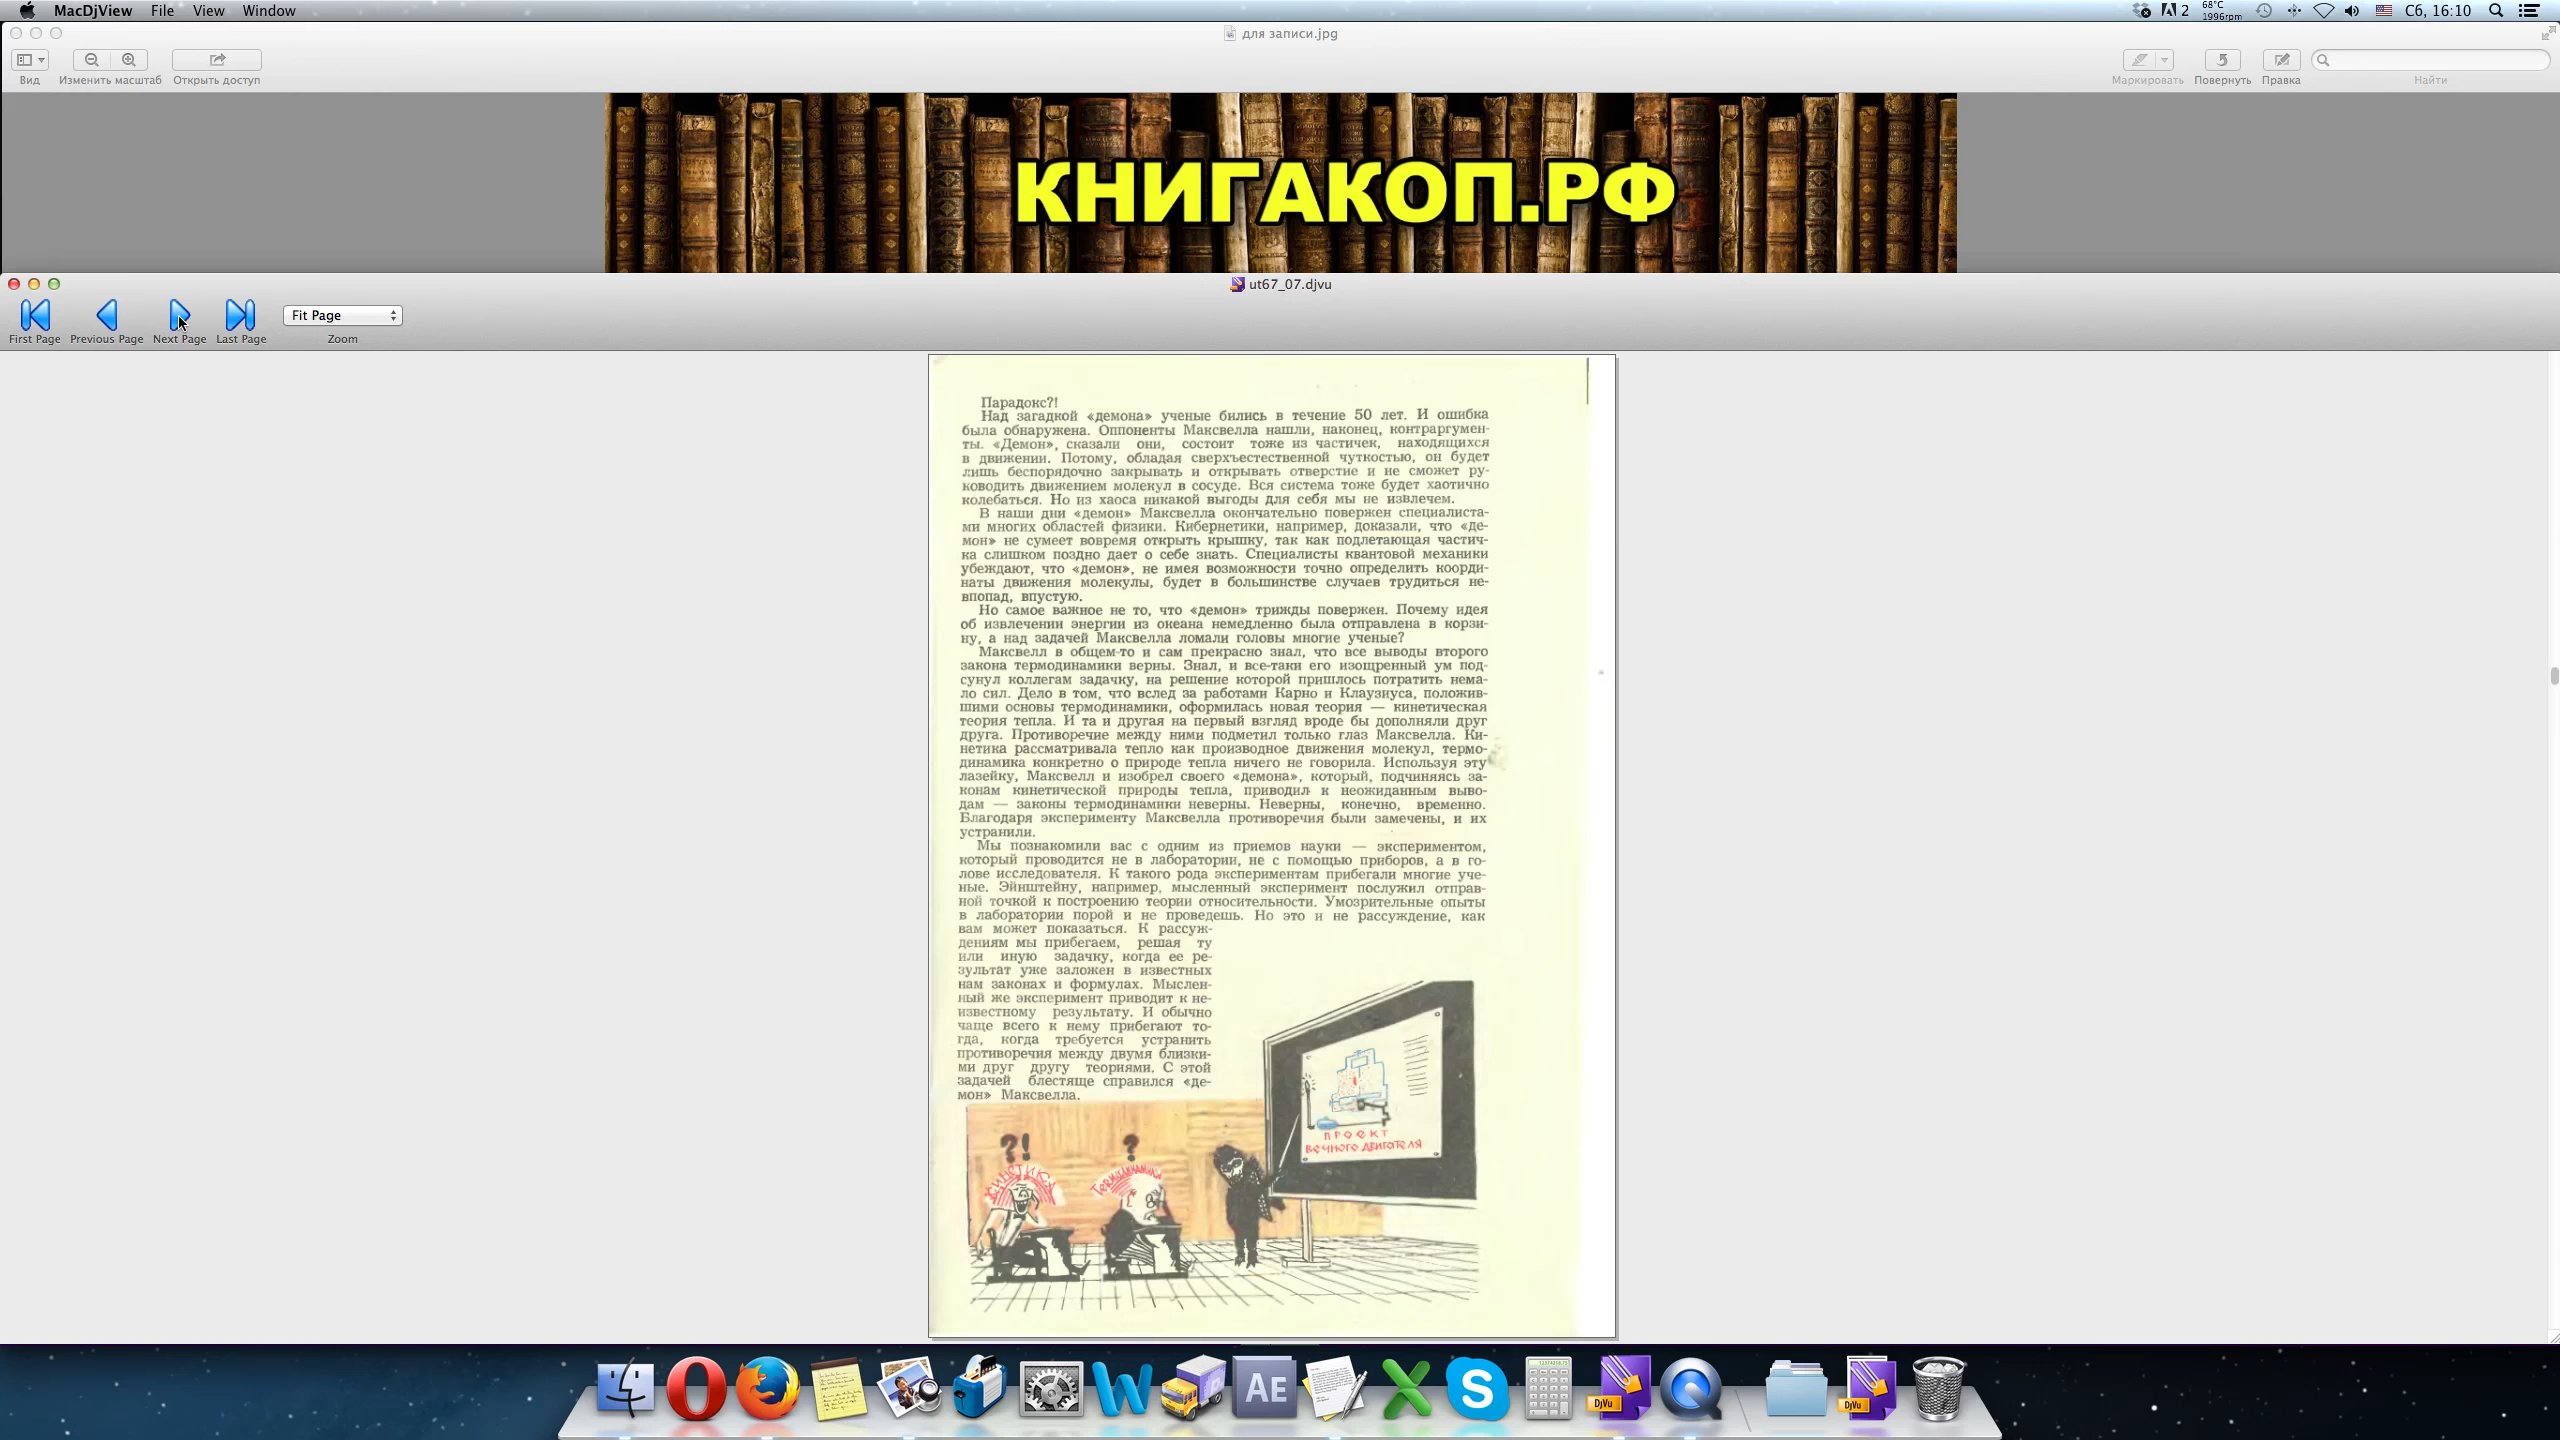 MacDjView File View Window
2
68°C
1996rpm
Сб, 16:10
для записи.jpg
Вид Изменить масштаб Открыть доступ
Маркировать Повернуть Правка Найти
КНИГАКОП.РФ
ut67_07.djvu
Fit Page
First Page Previous Page Next Page Last Page Zoom
Парадокс?!
Над загадкой «демона» ученые бились в течение 50 лет. И ошибка
была обнаружена. Оппоненты Максвелла нашли, наконец, контраргумен-
ты. «Демон», сказали они, состоит тоже из частичек, находящихся
в движении. Потому, обладая сверхъестественной чуткостью, он будет
лишь беспорядочно закрывать и открывать отверстие и не сможет ру-
ководить движением молекул в сосуде. Вся система тоже будет хаотично
колебаться. Но из хаоса никакой выгоды для себя мы не извлечем.
В наши дни «демон» Максвелла окончательно повержен специалиста-
ми многих областей физики. Кибернетики, например, доказали, что «де-
мон» не сумеет вовремя открыть крышку, так как подлетающая частич-
ка слишком поздно дает о себе знать. Специалисты квантовой механики
убеждают, что «демон», не имея возможности точно определить коорди-
наты движения молекулы, будет в большинстве случаев трудиться не-
впопад, впустую.
Но самое важное не то, что «демон» трижды повержен. Почему идея
об извлечении энергии из океана немедленно была отправлена в корзи-
ну, а над задачей Максвелла ломали головы многие ученые?
Максвелл в общем-то и сам прекрасно знал, что все выводы второго
закона термодинамики верны. Знал, и все-таки его изощренный ум под-
сунул коллегам задачку, на решение которой пришлось потратить нема-
ло сил. Дело в том, что вслед за работами Карно и Клаузиуса, положив-
шими основы термодинамики, оформилась новая теория — кинетическая
теория тепла. И та и другая на первый взгляд вроде бы дополняли друг
друга. Противоречие между ними подметил только глаз Максвелла. Ки-
нетика рассматривала тепло как производное движения молекул, термо-
динамика конкретно о природе тепла ничего не говорила. Используя эту
лазейку, Максвелл и изобрел своего «демона», который, подчиняясь за-
конам кинетической природы тепла, приводил к неожиданным выво-
дам — законы термодинамики неверны. Неверны, конечно, временно.
Благодаря эксперименту Максвелла противоречия были замечены, и их
устранили.
Мы познакомили вас с одним из приемов науки — экспериментом,
который проводится не в лаборатории, не с помощью приборов, а в го-
лове исследователя. К такого рода экспериментам прибегали многие уче-
ные. Эйнштейну, например, мысленный эксперимент послужил отправ-
ной точкой к построению теории относительности. Умозрительные опыты
в лаборатории порой и не проведешь. Но это и не рассуждение, как
вам может показаться. К рассуж-
дениям мы прибегаем, решая ту
или иную задачку, когда ее ре-
зультат уже заложен в известных
нам законах и формулах. Мыслен-
ный же эксперимент приводит к не-
известному результату. И обычно
чаще всего к нему прибегают то-
гда, когда требуется устранить
противоречия между двумя близки-
ми друг другу теориями. С этой
задачей блестяще справился «де-
мон» Максвелла.
ПРОЕКТ
ВЕЧНОГО ДВИГАТЕЛЯ
?! ?
КИНЕТИКА ТЕРМОДИНАМИКА
W AE X S
DjVu DjVu